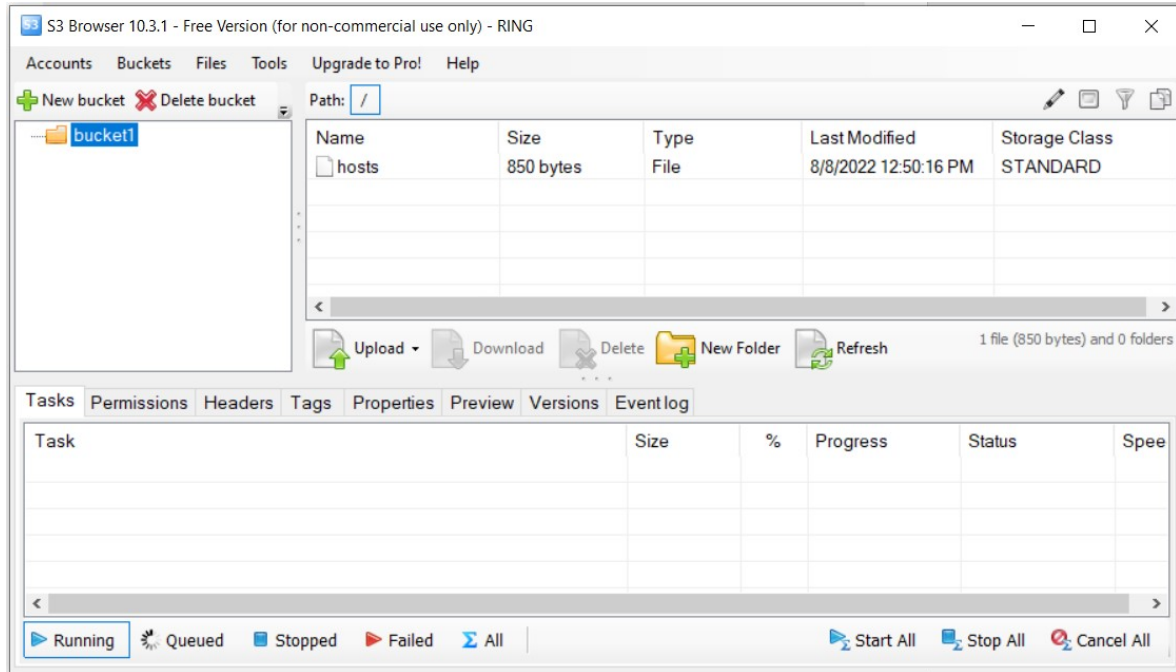 S3 S3 Browser 10.3.1 - Free Version (for non-commercial use only) - RING
Accounts Buckets Files Tools Upgrade to Pro! Help
New bucket Delete bucket Path: /
bucket1
Name Size Type Last Modified Storage Class
hosts 850 bytes File 8/8/2022 12:50:16 PM STANDARD
Upload Download Delete New Folder Refresh 1 file (850 bytes) and 0 folders
Tasks Permissions Headers Tags Properties Preview Versions Event log
Task Size % Progress Status Spee
Running Queued Stopped Failed Σ All Start All Stop All Cancel All